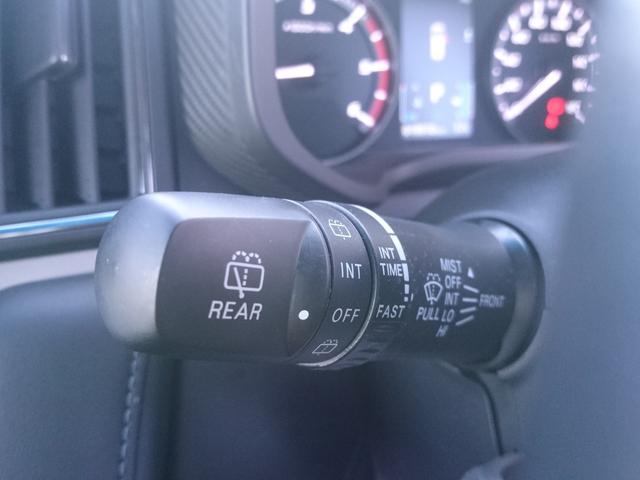 REAR
INT
OFF
INT
TIME
FAST
MIST
OFF
INT FRONT
PULL LO
HI